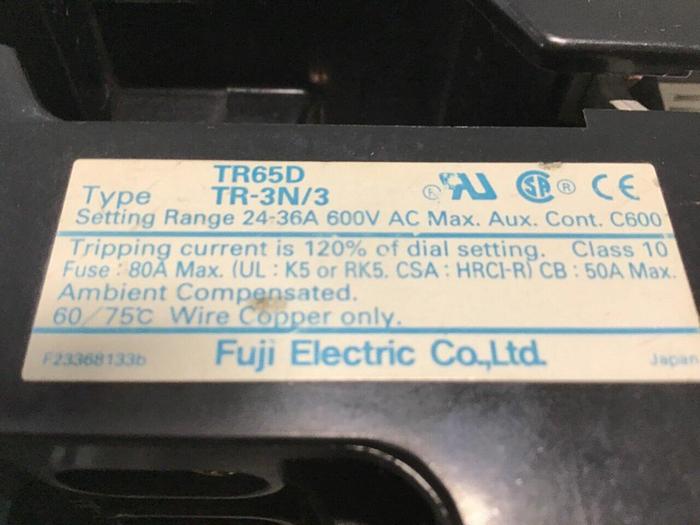 TR65D
Type TR-3N/3
Setting Range 24-36A 600V AC Max. Aux. Cont. C600
Tripping current is 120% of dial setting. Class 10
Fuse : 80A Max. (UL : K5 or RK5. CSA : HRCI-R) CB : 50A Max.
Ambient Compensated.
60/75℃ Wire Copper only.
F23368133b Fuji Electric Co.,Ltd. Japan